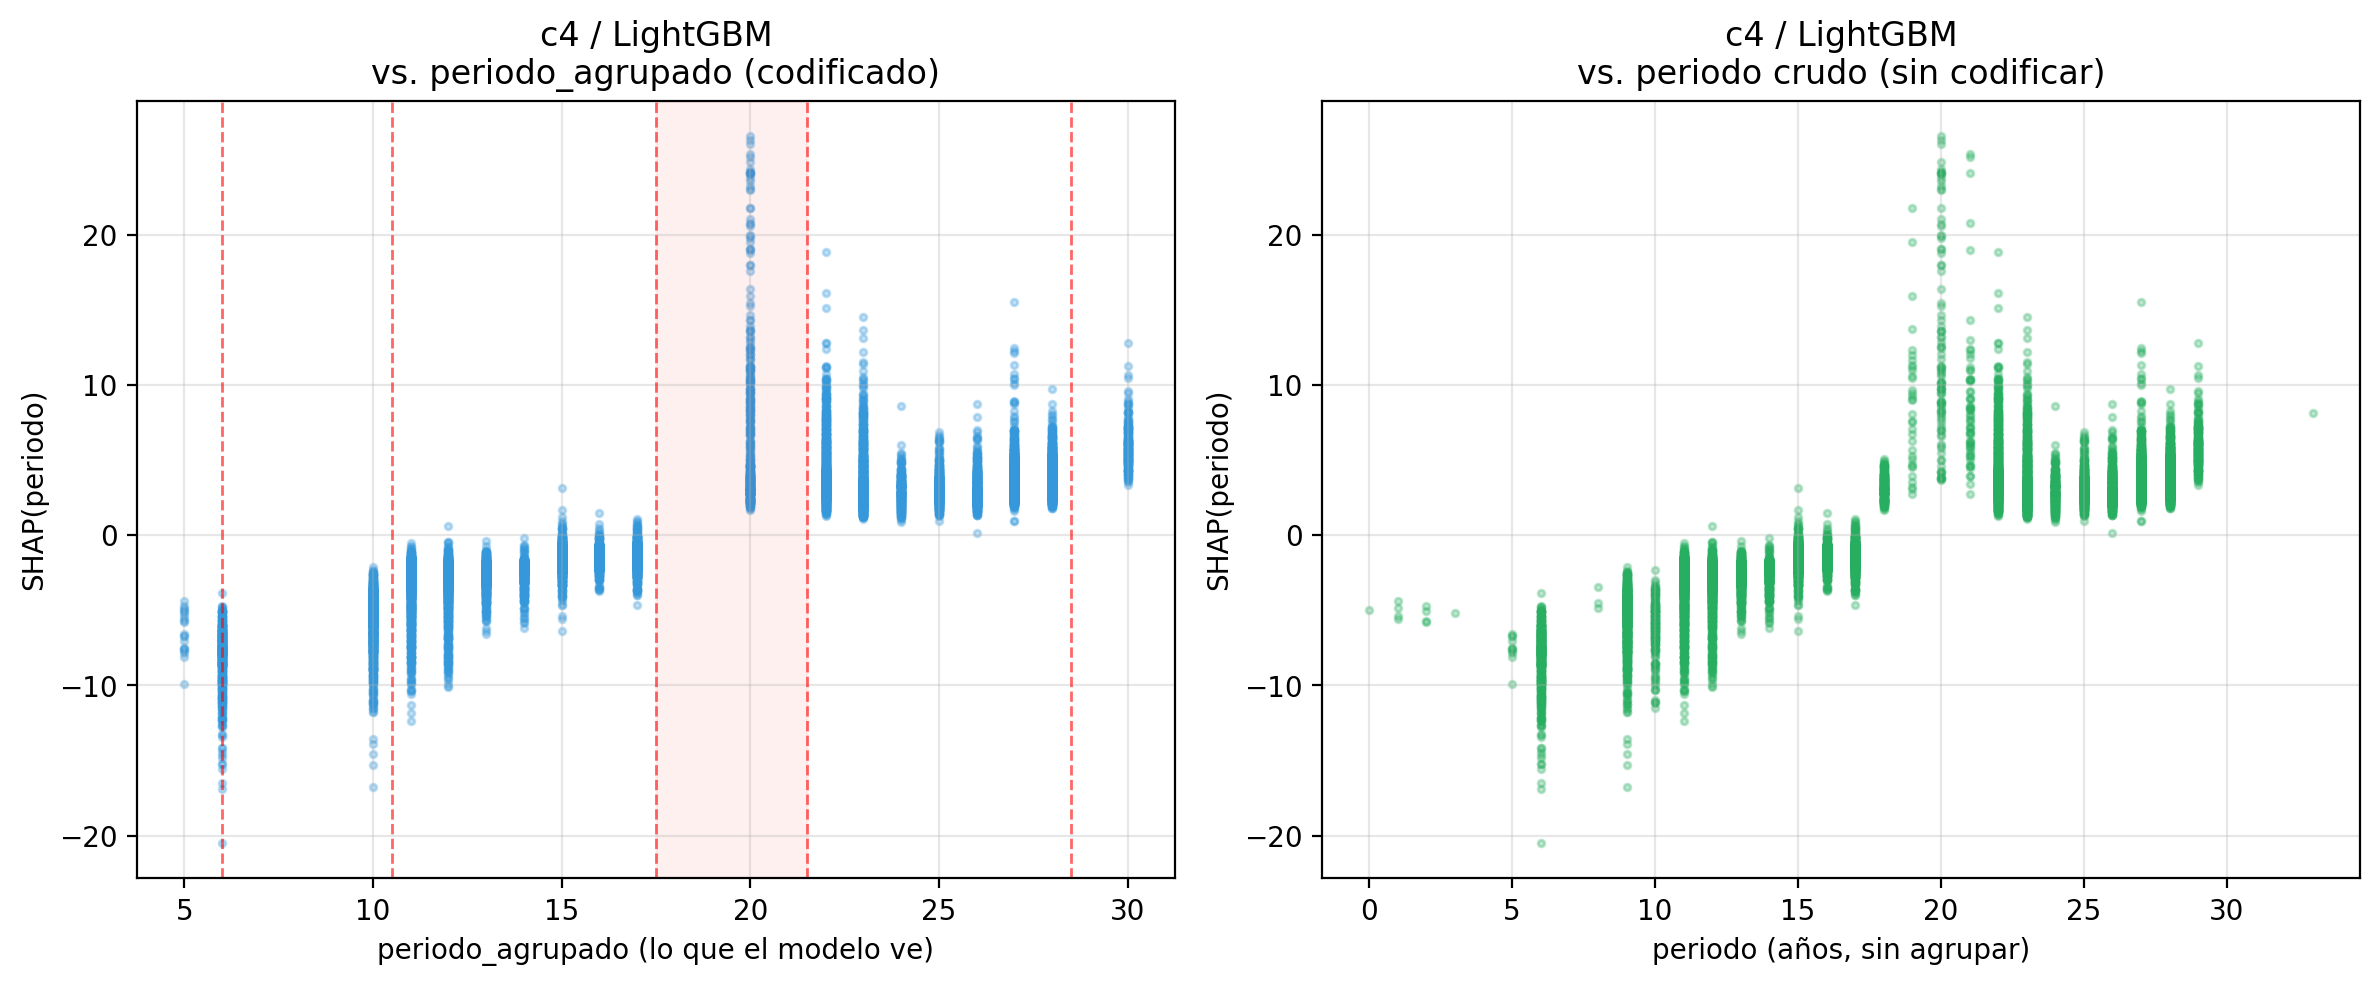 c4 / LightGBM
vs. periodo_agrupado (codificado)
SHAP(periodo)
20
10
0
−10
−20
5
10
15
20
25
30
periodo_agrupado (lo que el modelo ve)
c4 / LightGBM
vs. periodo crudo (sin codificar)
SHAP(periodo)
20
10
0
−10
−20
0
5
10
15
20
25
30
periodo (años, sin agrupar)